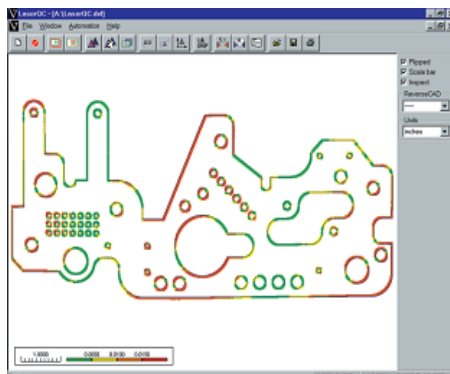 LaserQC - [A:\LaserQC.dxf]
File Window Automation Help
Flipped
Scale bar
Inspect
ReverseCAD
----
Units
inches
1.0000 0.0050 0.0100 0.0150